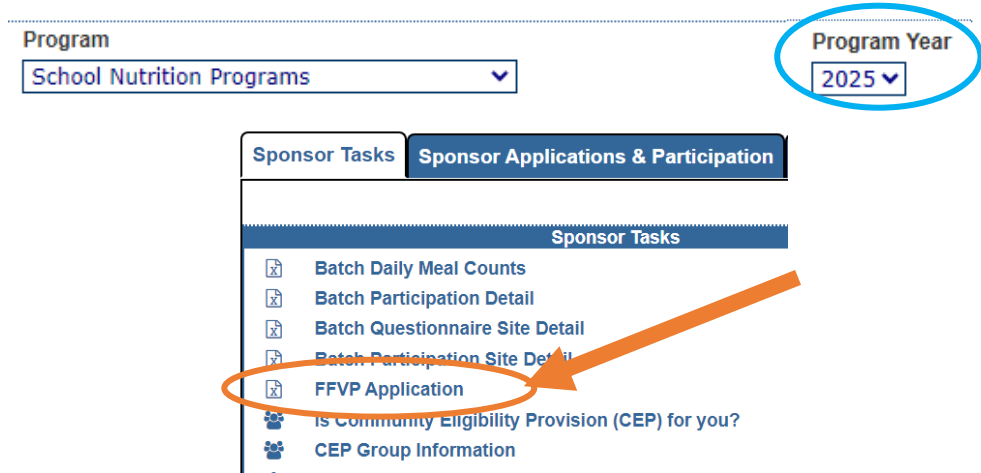 Program
Program Year
School Nutrition Programs
2025
Sponsor Tasks
Sponsor Applications & Participation
Sponsor Tasks
Batch Daily Meal Counts
Batch Participation Detail
Batch Questionnaire Site Detail
Batch Participation Site Detail
FFVP Application
Is Community Eligibility Provision (CEP) for you?
CEP Group Information